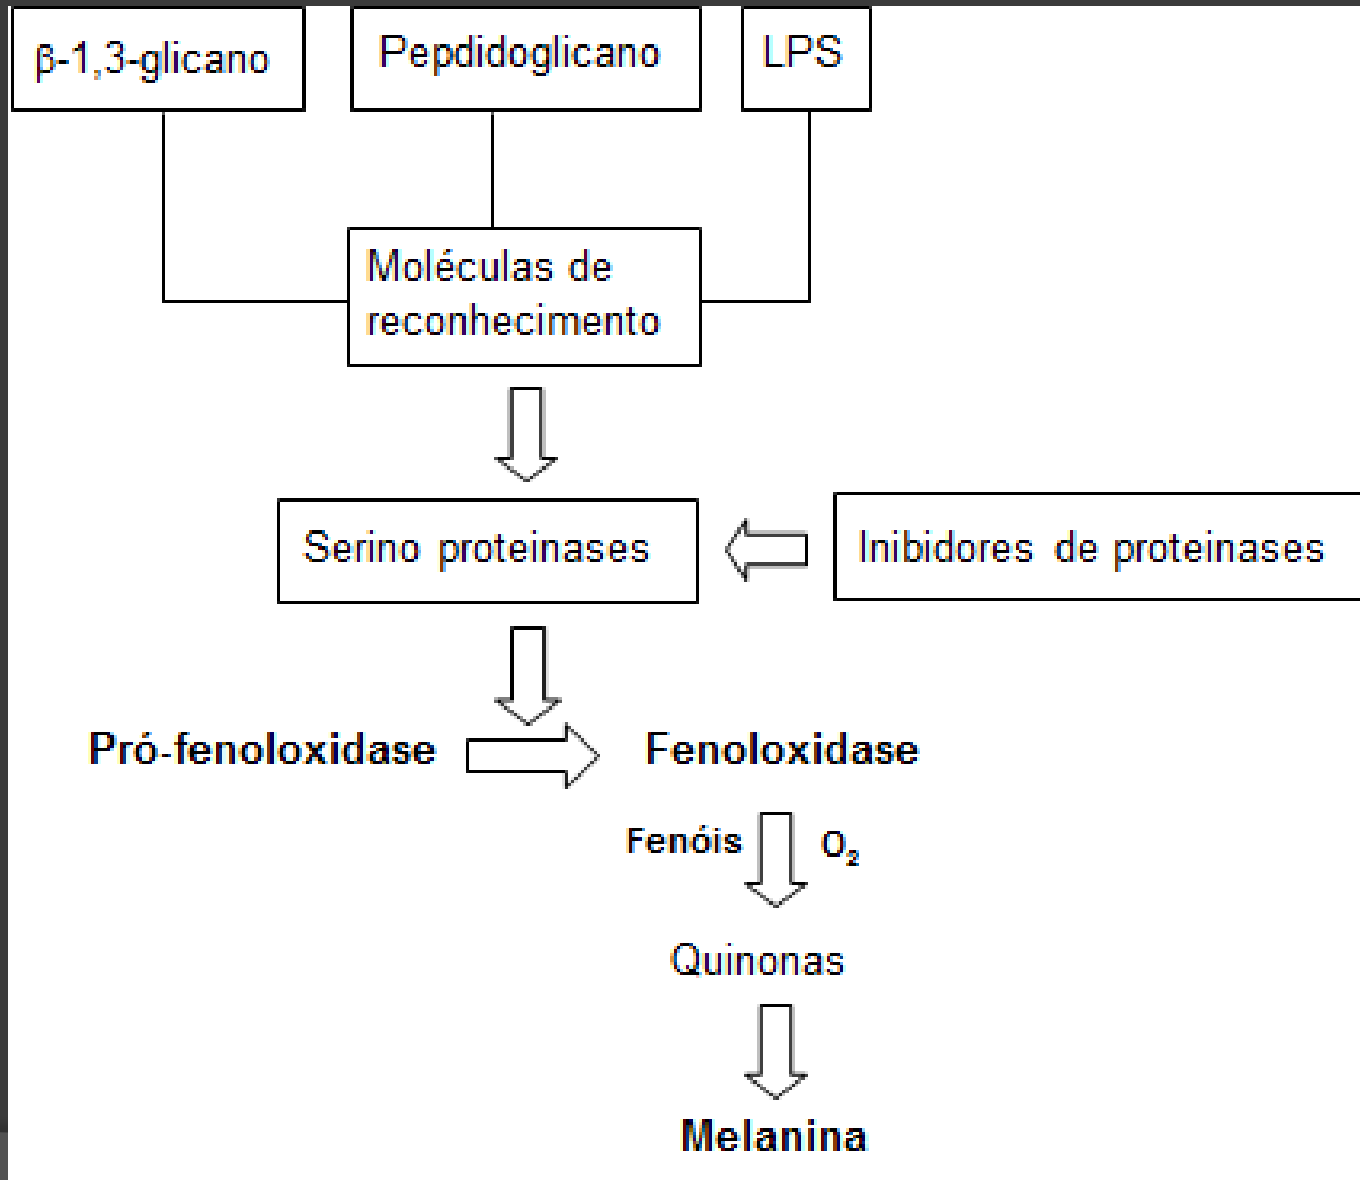 β-1,3-glicano
Pepdidoglicano
LPS
Moléculas de
reconhecimento
Serino proteinases
Inibidores de proteinases
Pró-fenoloxidase
Fenoloxidase
Fenóis
O₂
Quinonas
Melanina